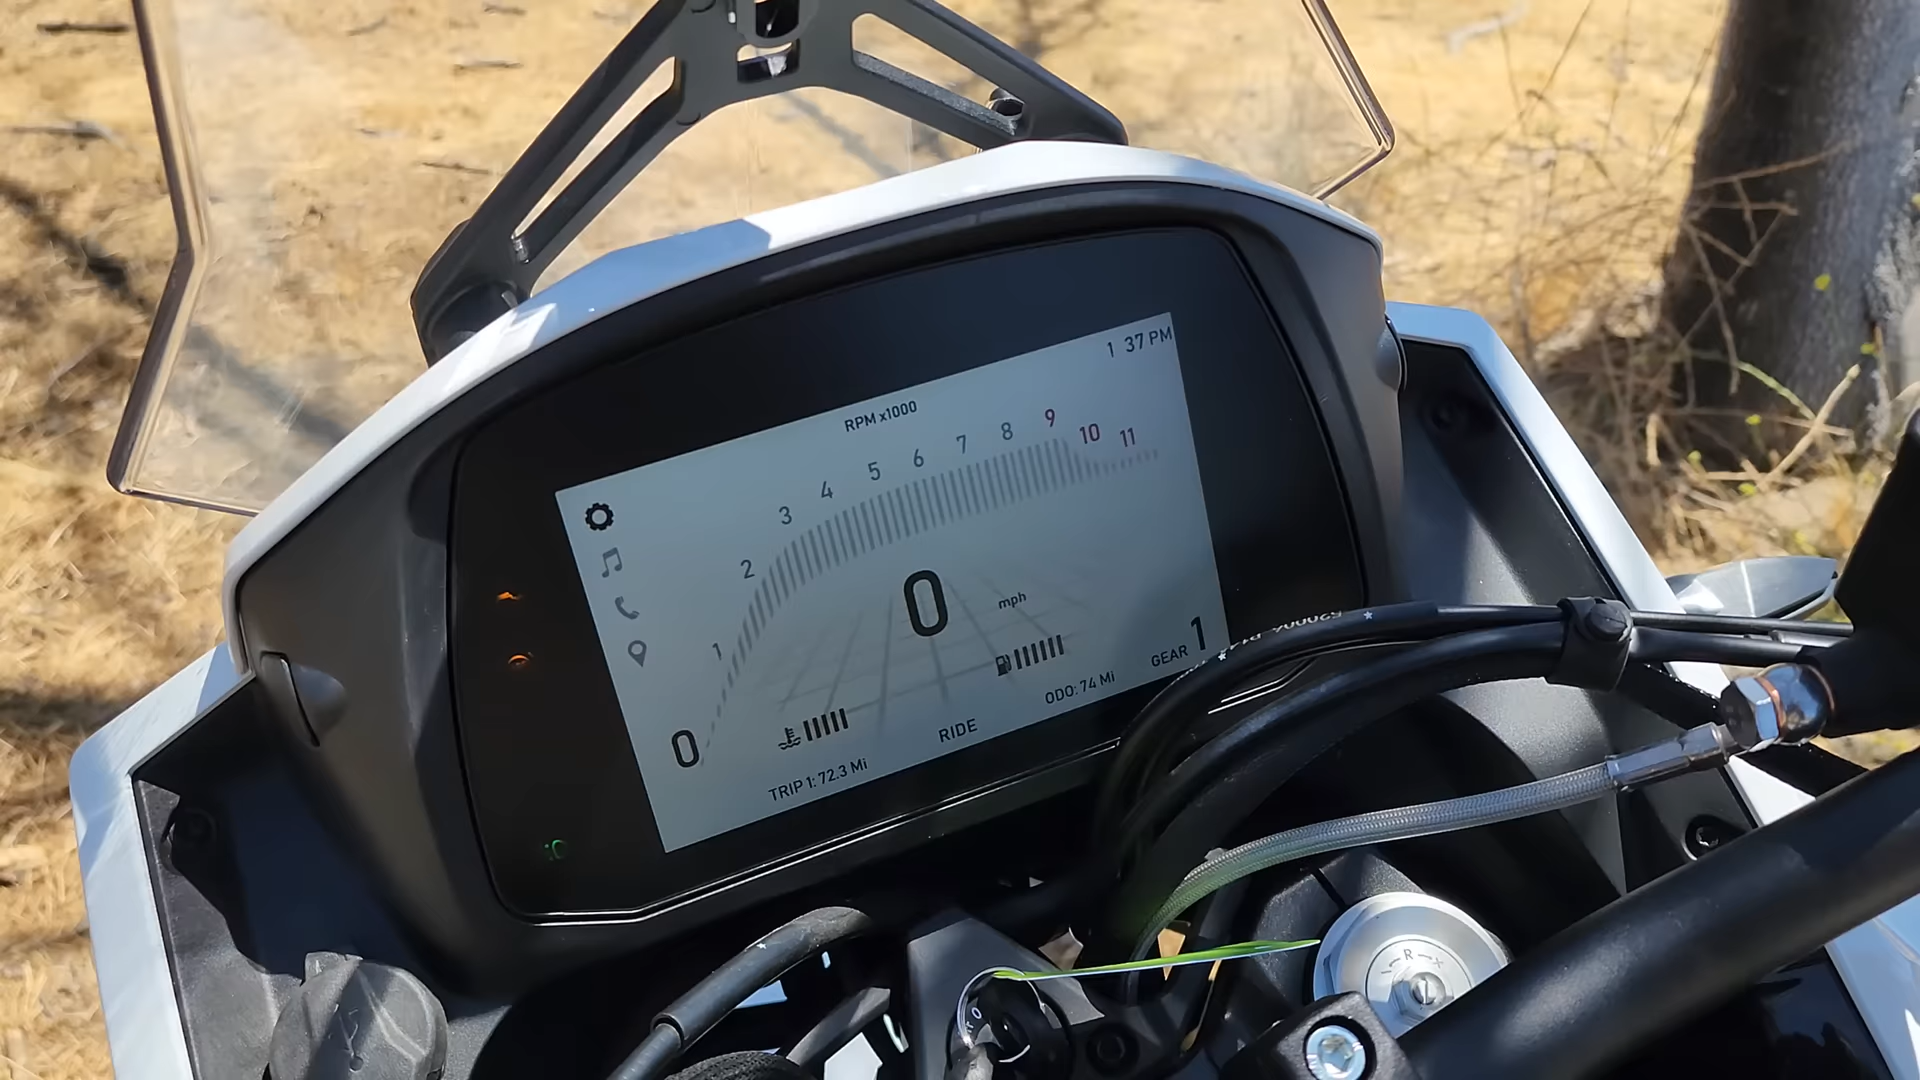 1 37 PM
RPM x1000
0 1 2 3 4 5 6 7 8 9 10 11
0 mph
GEAR 1
ODO: 74 Mi
RIDE
TRIP 1: 72.3 Mi
R